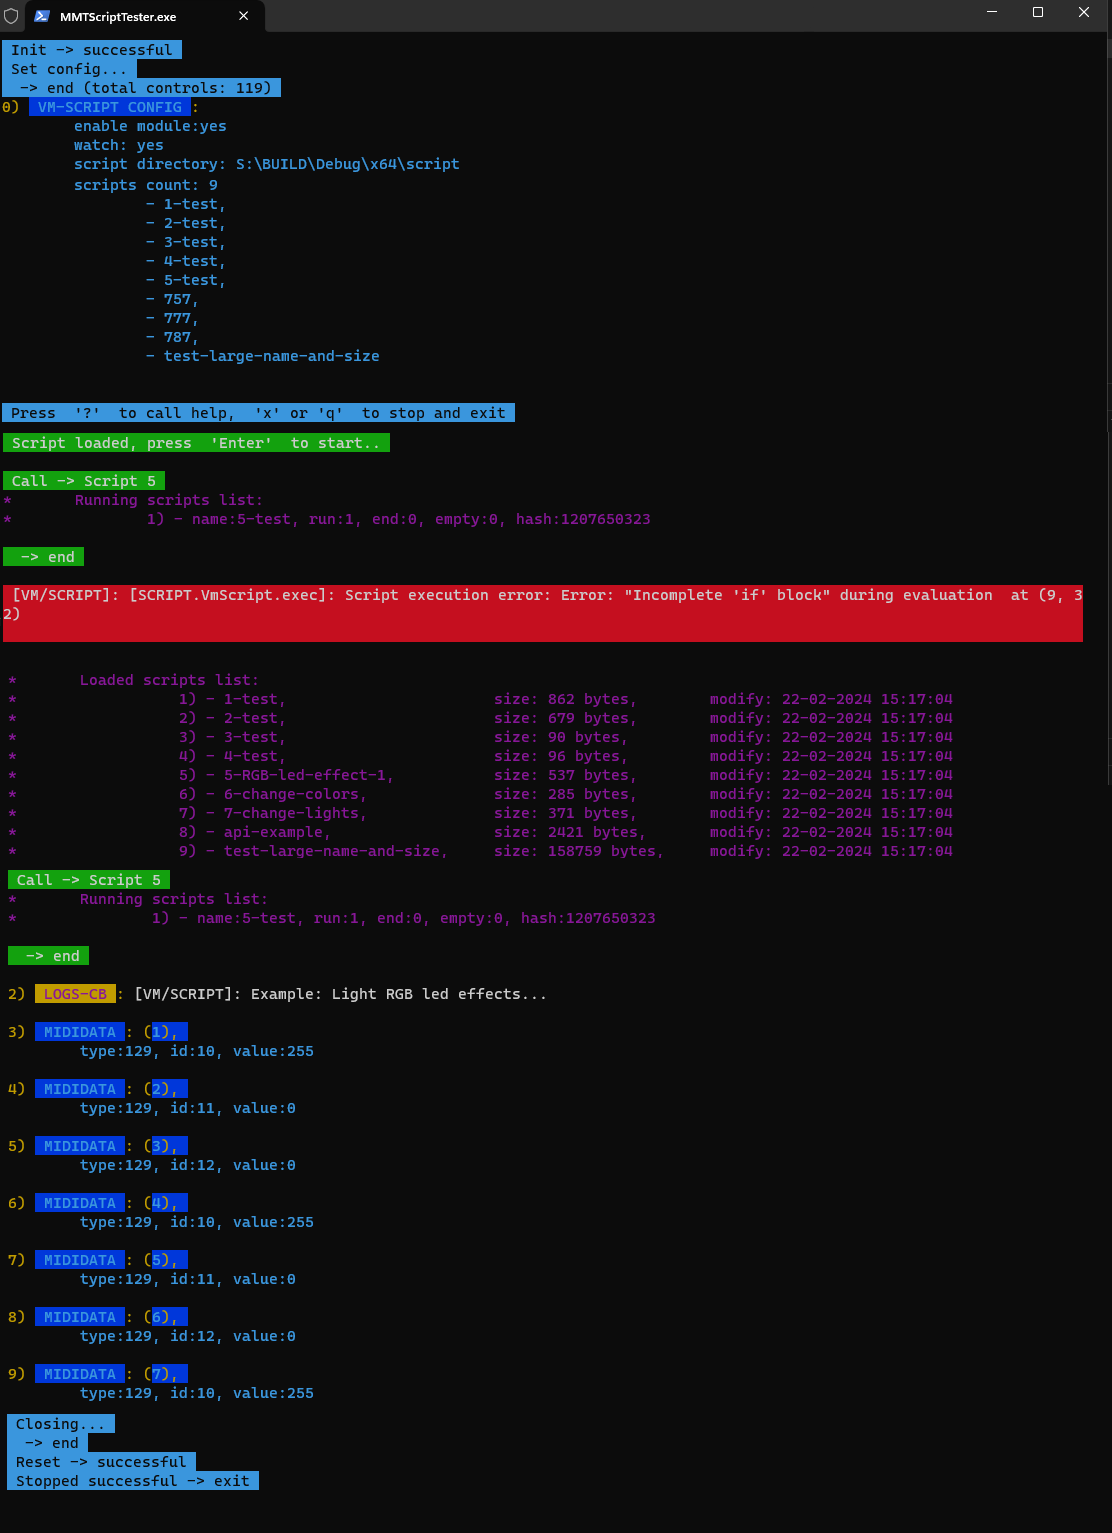 MMTScriptTester.exe
Init -> successful
Set config...
-> end (total controls: 119)
0) VM-SCRIPT CONFIG :
enable module:yes
watch: yes
script directory: S:\BUILD\Debug\x64\script
scripts count: 9
- 1-test,
- 2-test,
- 3-test,
- 4-test,
- 5-test,
- 757,
- 777,
- 787,
- test-large-name-and-size
Press '?' to call help, 'x' or 'q' to stop and exit
Script loaded, press 'Enter' to start..
Call -> Script 5
* Running scripts list:
* 1) - name:5-test, run:1, end:0, empty:0, hash:1207650323
-> end
[VM/SCRIPT]: [SCRIPT.VmScript.exec]: Script execution error: Error: "Incomplete 'if' block" during evaluation at (9, 3
2)
* Loaded scripts list:
* 1) - 1-test, size: 862 bytes, modify: 22-02-2024 15:17:04
* 2) - 2-test, size: 679 bytes, modify: 22-02-2024 15:17:04
* 3) - 3-test, size: 90 bytes, modify: 22-02-2024 15:17:04
* 4) - 4-test, size: 96 bytes, modify: 22-02-2024 15:17:04
* 5) - 5-RGB-led-effect-1, size: 537 bytes, modify: 22-02-2024 15:17:04
* 6) - 6-change-colors, size: 285 bytes, modify: 22-02-2024 15:17:04
* 7) - 7-change-lights, size: 371 bytes, modify: 22-02-2024 15:17:04
* 8) - api-example, size: 2421 bytes, modify: 22-02-2024 15:17:04
* 9) - test-large-name-and-size, size: 158759 bytes, modify: 22-02-2024 15:17:04
Call -> Script 5
* Running scripts list:
* 1) - name:5-test, run:1, end:0, empty:0, hash:1207650323
-> end
2) LOGS-CB : [VM/SCRIPT]: Example: Light RGB led effects...
3) MIDIDATA : (1),
type:129, id:10, value:255
4) MIDIDATA : (2),
type:129, id:11, value:0
5) MIDIDATA : (3),
type:129, id:12, value:0
6) MIDIDATA : (4),
type:129, id:10, value:255
7) MIDIDATA : (5),
type:129, id:11, value:0
8) MIDIDATA : (6),
type:129, id:12, value:0
9) MIDIDATA : (7),
type:129, id:10, value:255
Closing...
-> end
Reset -> successful
Stopped successful -> exit